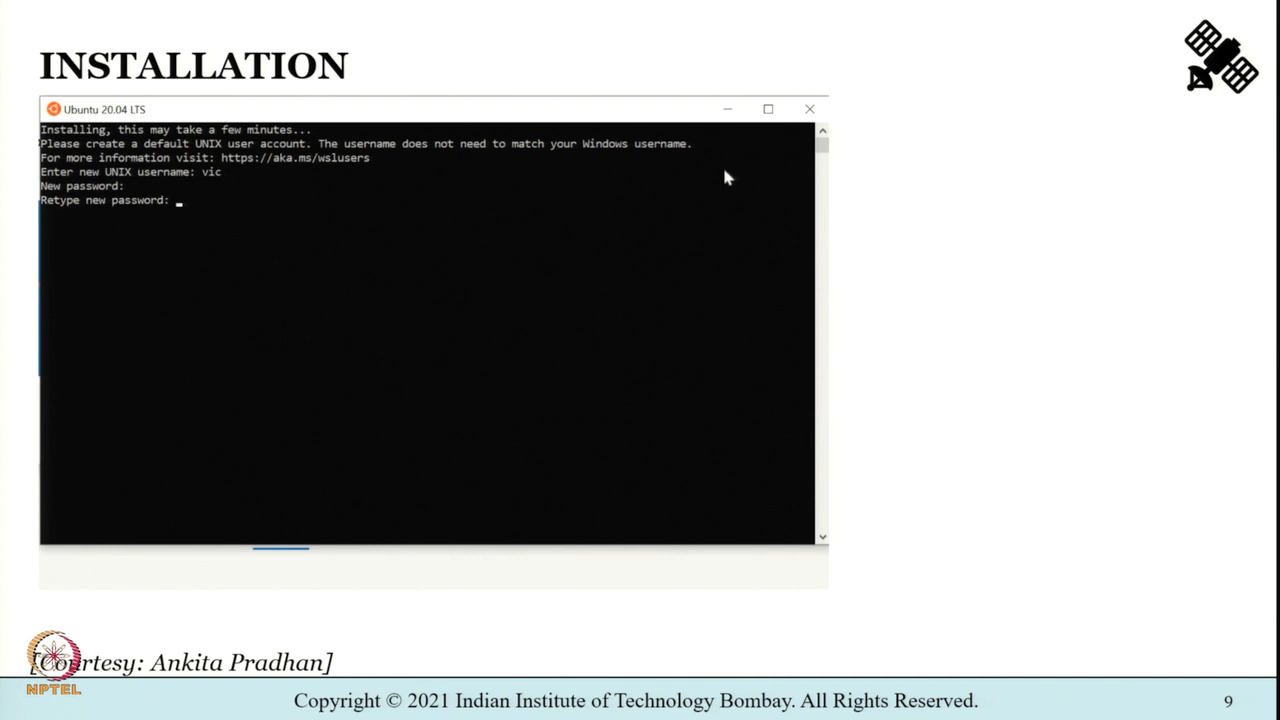 INSTALLATION
Ubuntu 20.04 LTS
Installing, this may take a few minutes...
Please create a default UNIX user account. The username does not need to match your Windows username.
For more information visit: https://aka.ms/wslusers
Enter new UNIX username: vic
New password:
Retype new password:
[Courtesy: Ankita Pradhan]
NPTEL
Copyright © 2021 Indian Institute of Technology Bombay. All Rights Reserved.
9